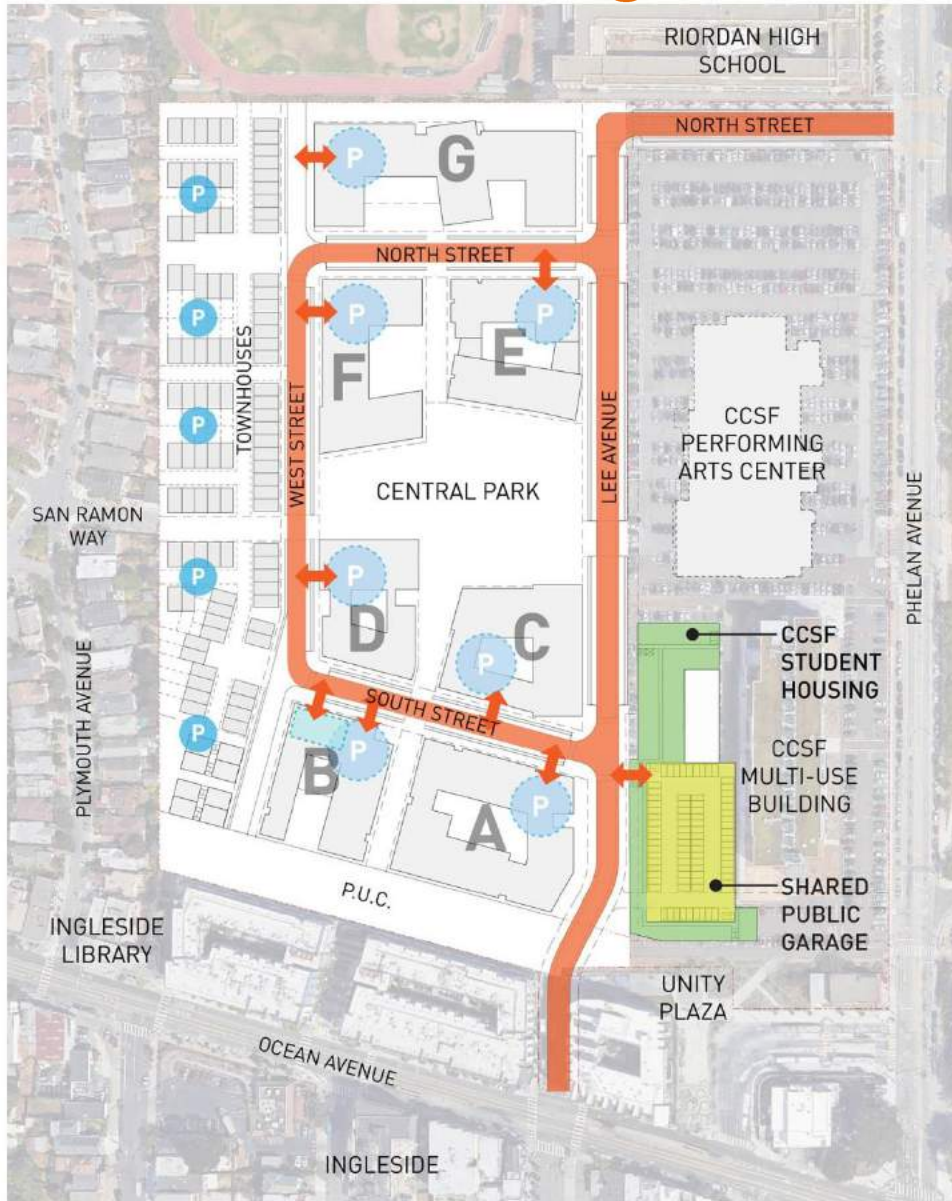 RIORDAN HIGH
SCHOOL
NORTH STREET
P
G
P
NORTH STREET
P
P
P
F
E
TOWNHOUSES
WEST STREET
LEE AVENUE
CCSF
PERFORMING
ARTS CENTER
P
CENTRAL PARK
SAN RAMON
WAY
PHELAN AVENUE
P
P
D
C
P
CCSF
STUDENT
HOUSING
PLYMOUTH AVENUE
SOUTH STREET
P
P
B
CCSF
MULTI-USE
BUILDING
P
A
P.U.C.
SHARED
PUBLIC
GARAGE
INGLESIDE
LIBRARY
UNITY
PLAZA
OCEAN AVENUE
INGLESIDE